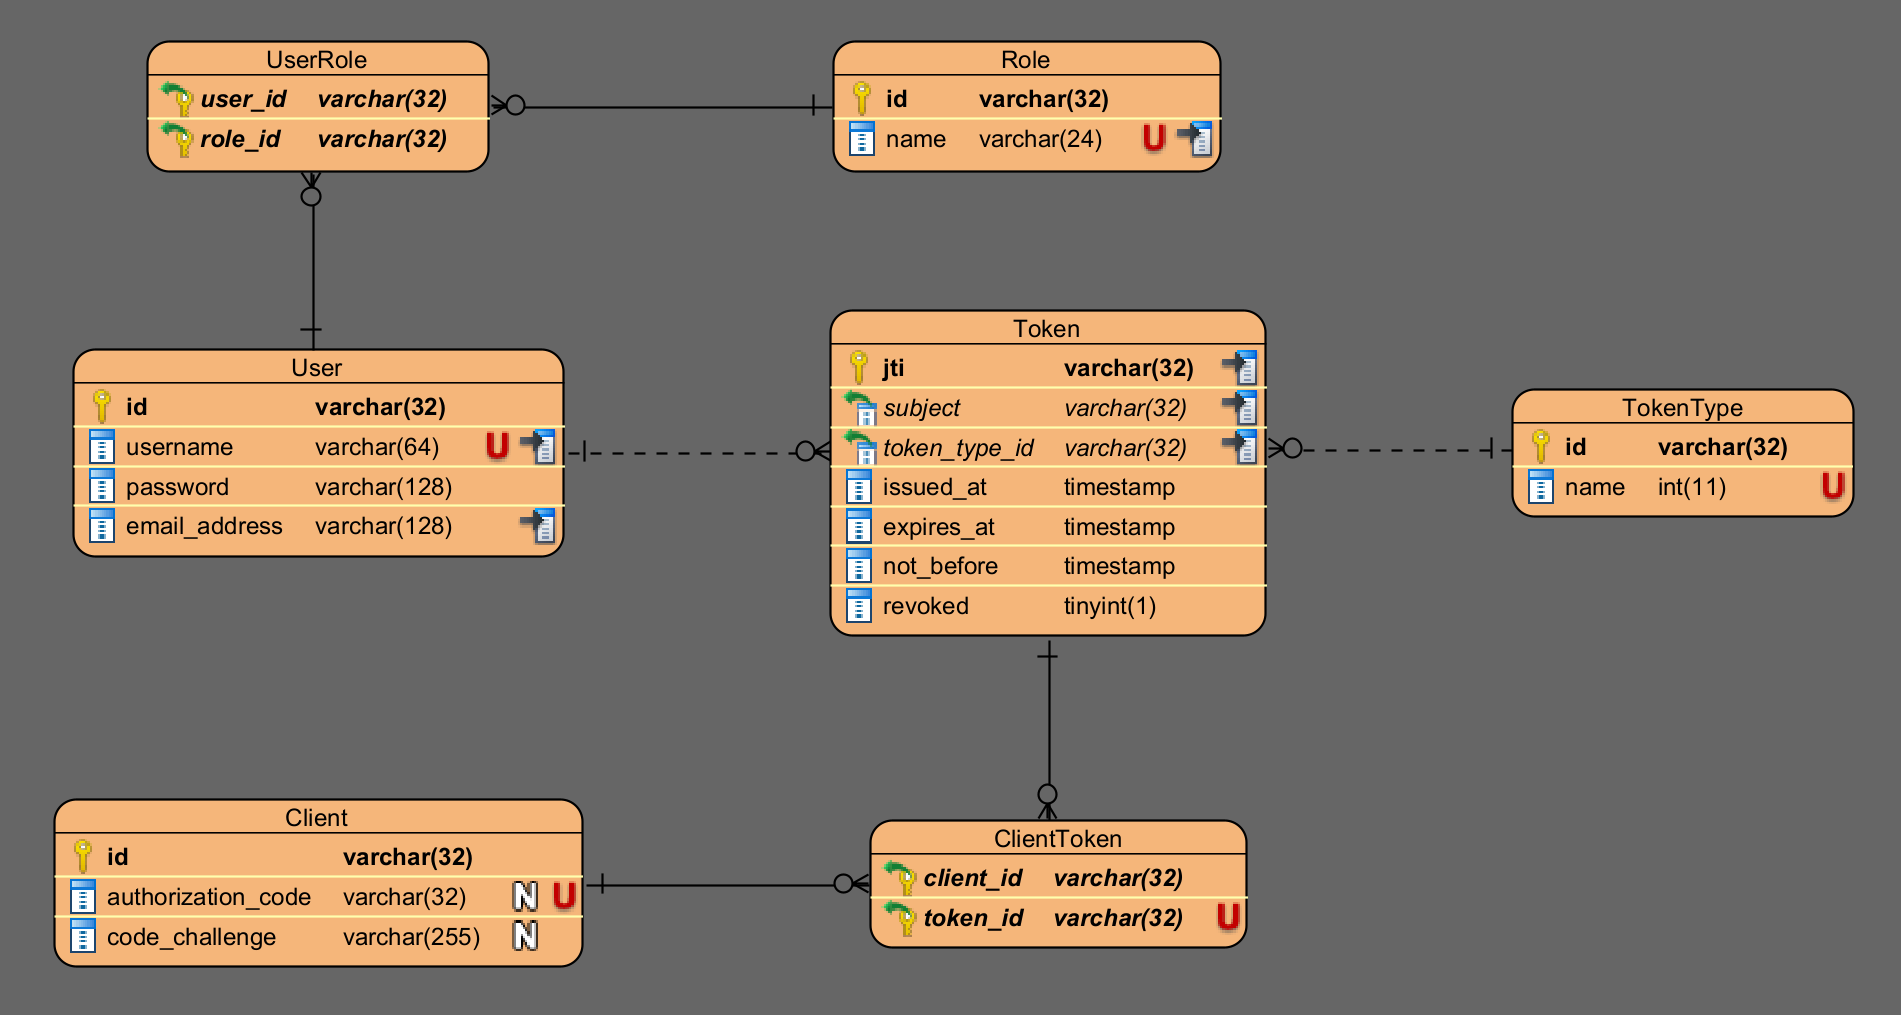 UserRole
user_id varchar(32)
role_id varchar(32)
Role
id varchar(32)
name varchar(24) U
User
id varchar(32)
username varchar(64) U
password varchar(128)
email_address varchar(128)
Token
jti varchar(32)
subject varchar(32)
token_type_id varchar(32)
issued_at timestamp
expires_at timestamp
not_before timestamp
revoked tinyint(1)
TokenType
id varchar(32)
name int(11) U
Client
id varchar(32)
authorization_code varchar(32) N U
code_challenge varchar(255) N
ClientToken
client_id varchar(32)
token_id varchar(32) U